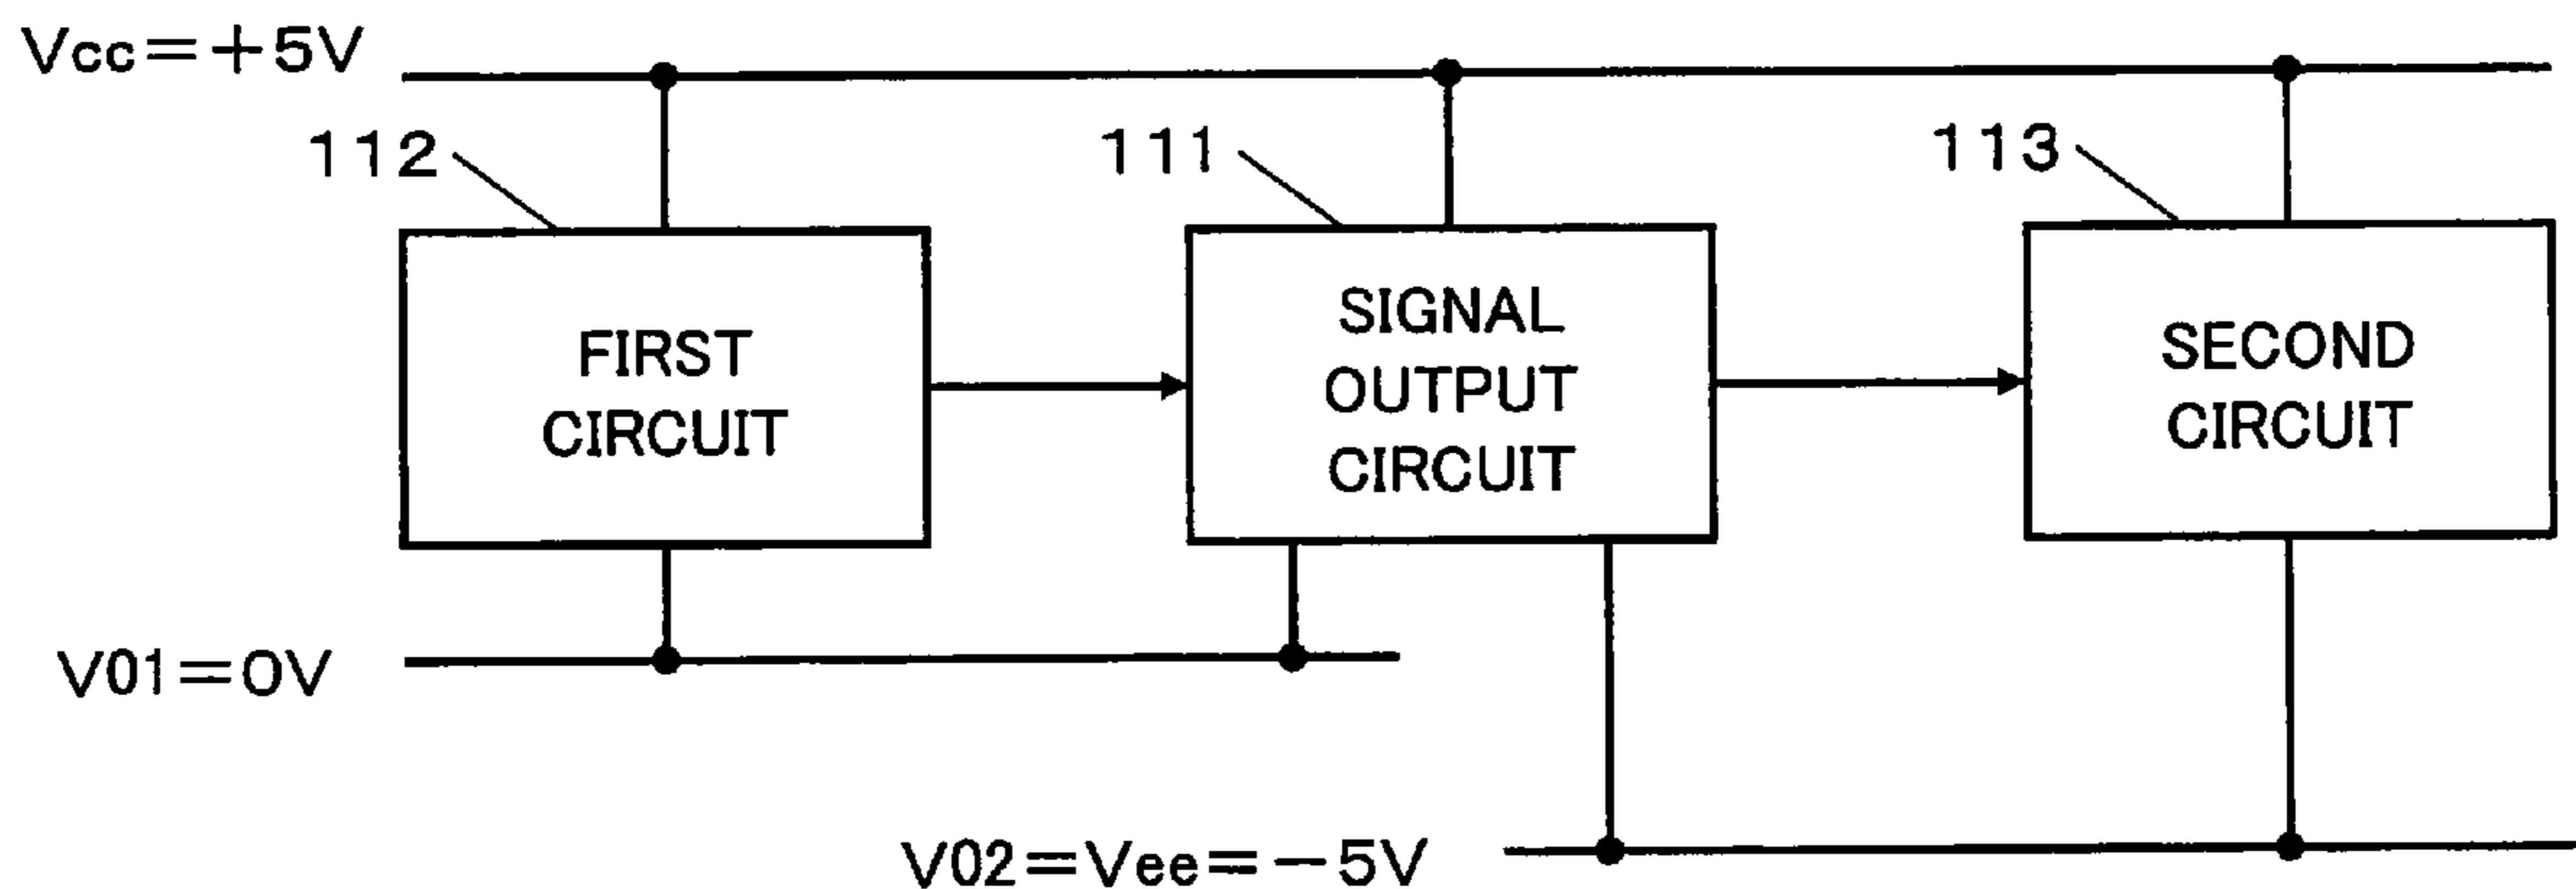 Vcc=+5V
112
111
113
FIRST
CIRCUIT
SIGNAL
OUTPUT
CIRCUIT
SECOND
CIRCUIT
V01=0V
V02=Vee=-5V